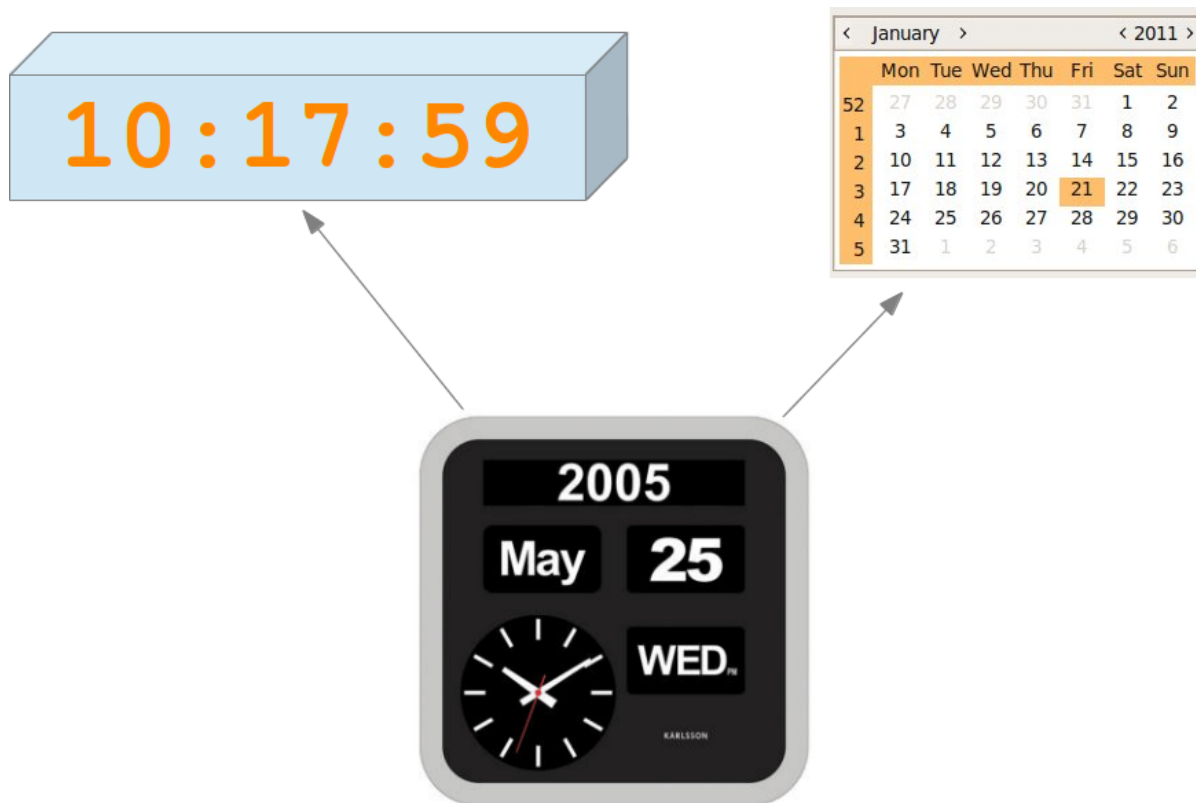 10:17:59
‹ January › ‹ 2011 ›
Mon Tue Wed Thu Fri Sat Sun
52 27 28 29 30 31 1 2
1 3 4 5 6 7 8 9
2 10 11 12 13 14 15 16
3 17 18 19 20 21 22 23
4 24 25 26 27 28 29 30
5 31 1 2 3 4 5 6
2005
May 25
WED PM
KARLSSON